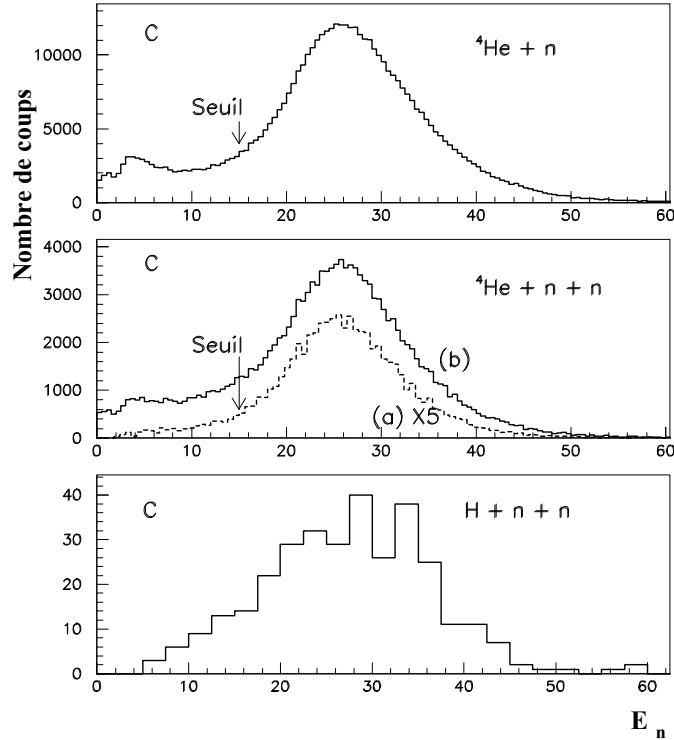 Nombre de coups
10000
5000
0
C
⁴He + n
Seuil
0 10 20 30 40 50 60
4000
3000
2000
1000
0
C
⁴He + n + n
Seuil
(b)
(a) X5
0 10 20 30 40 50 60
40
30
20
10
0
C
H + n + n
0 10 20 30 40 50 60
E n